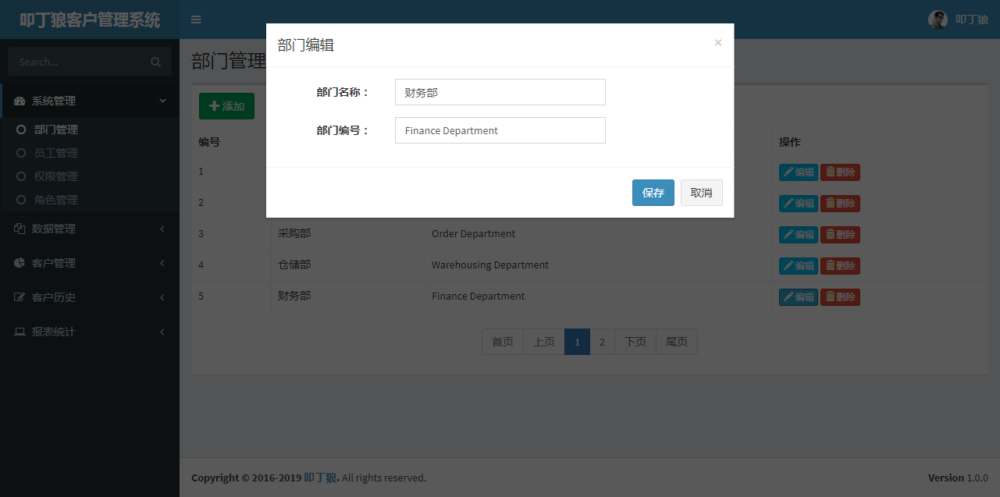 叩丁狼客户管理系统
叩丁狼
部门编辑
×
部门名称：
财务部
部门编号：
Finance Department
保存
取消
Search...
系统管理
部门管理
员工管理
权限管理
角色管理
数据管理
客户管理
客户历史
报表统计
部门管理
添加
编号
操作
1
编辑 删除
2
编辑 删除
3 采购部 Order Department 编辑 删除
4 仓储部 Warehousing Department 编辑 删除
5 财务部 Finance Department 编辑 删除
首页 上页 1 2 下页 尾页
Copyright © 2016-2019 叩丁狼. All rights reserved.
Version 1.0.0